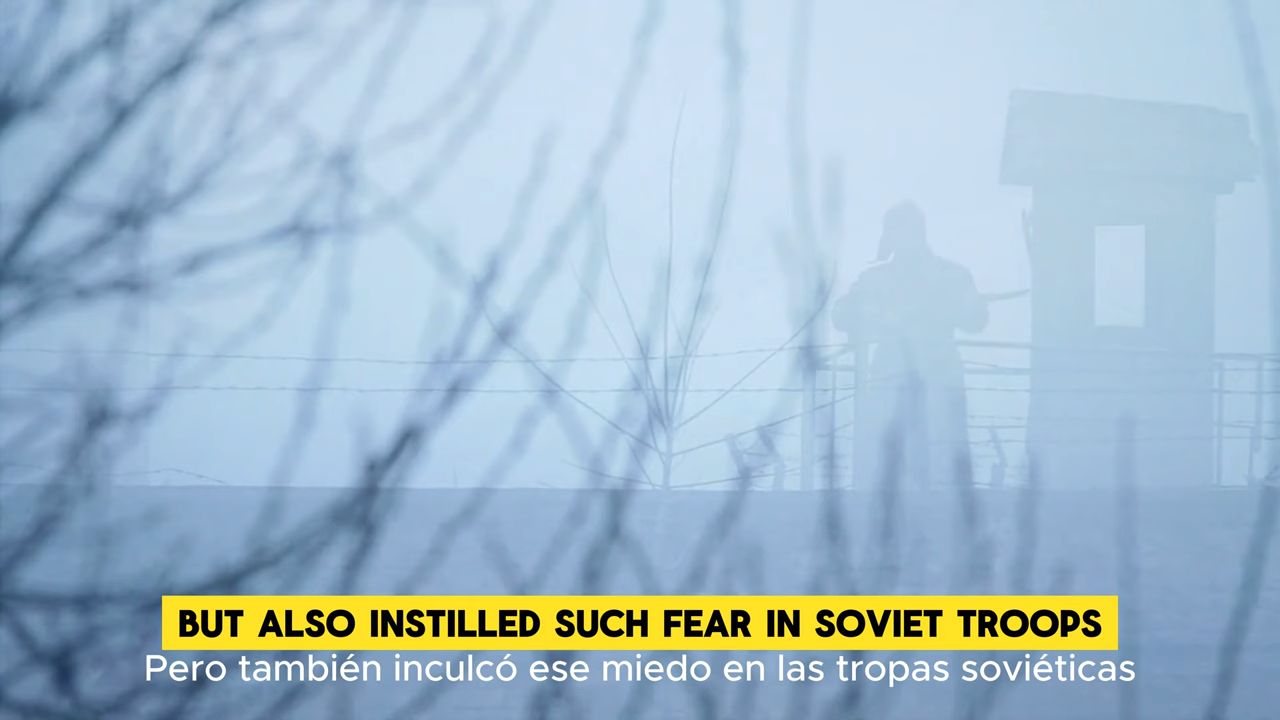 BUT ALSO INSTILLED SUCH FEAR IN SOVIET TROOPS
Pero también inculcó ese miedo en las tropas soviéticas